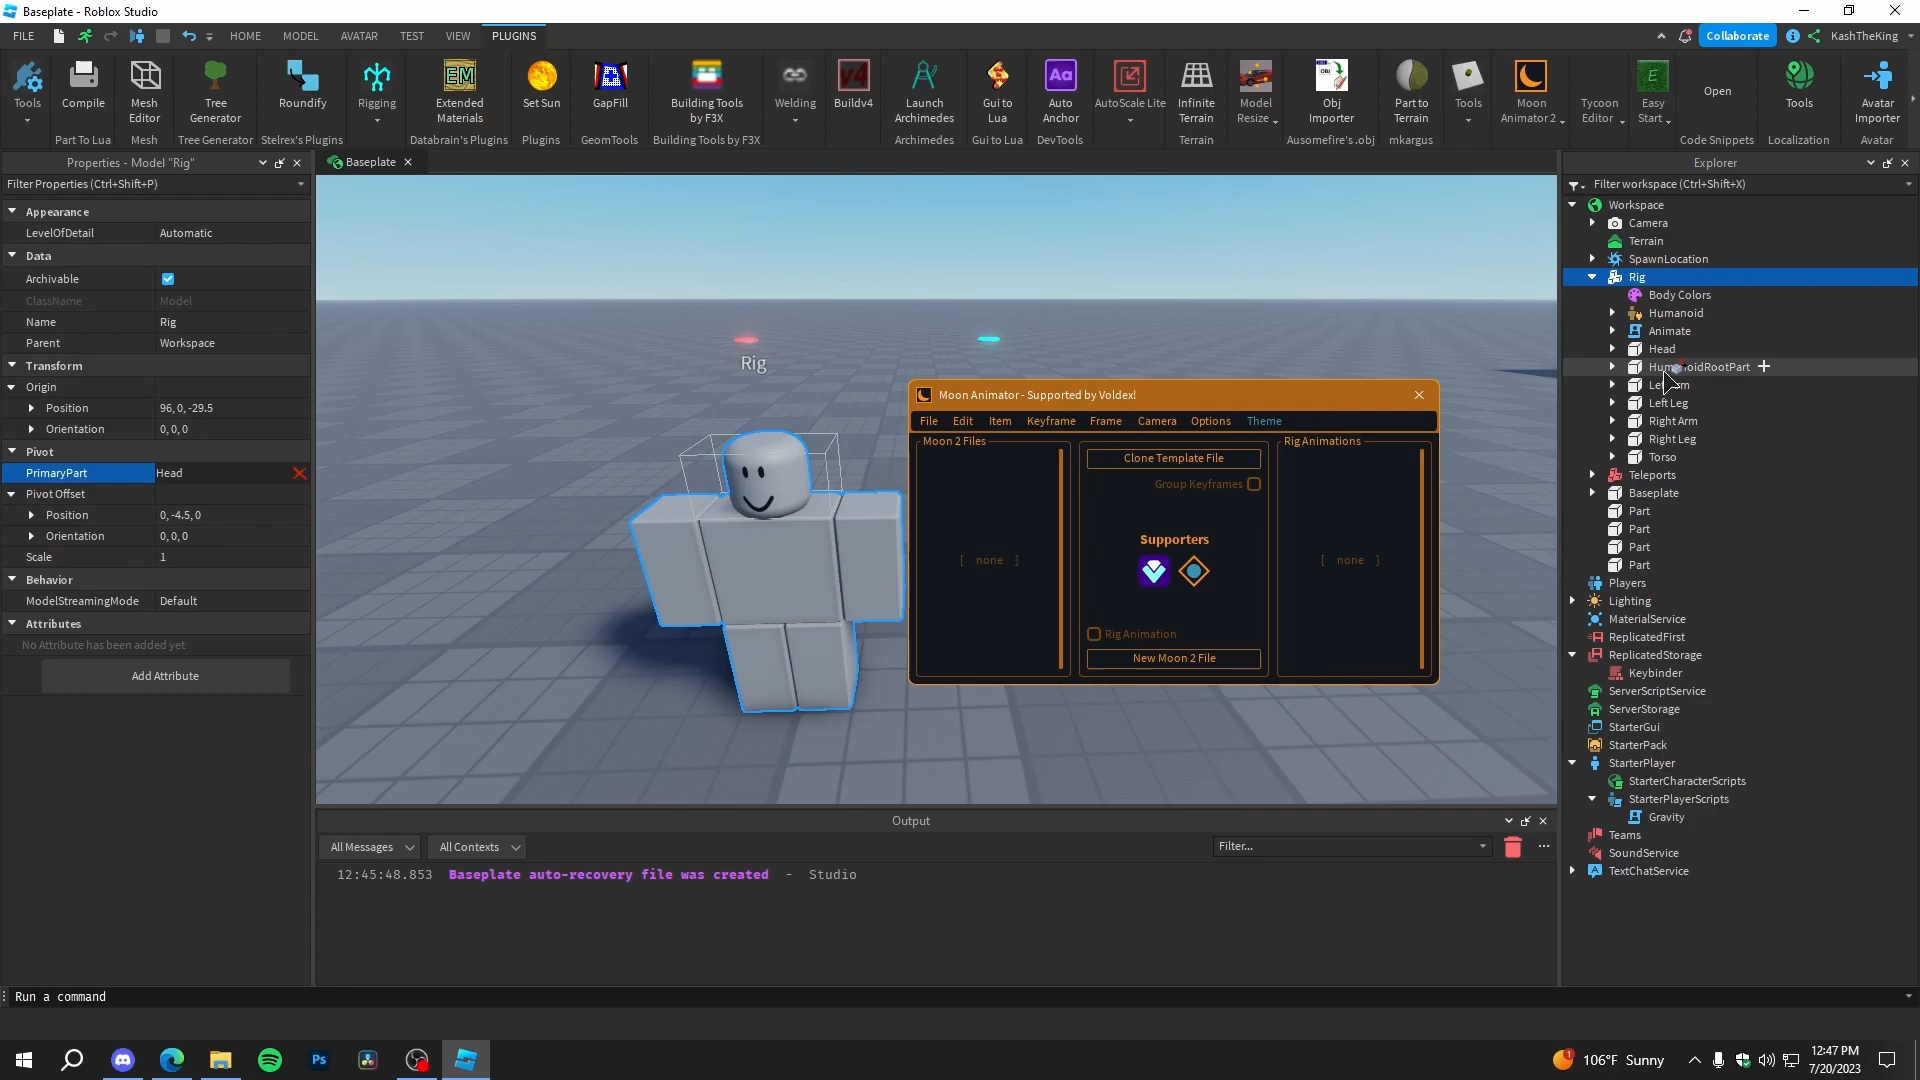 Baseplate - Roblox Studio
FILE HOME MODEL AVATAR TEST VIEW PLUGINS Collaborate KashTheKing
Tools
Compile
Mesh
Editor
Tree
Generator
Roundify
Rigging
Extended
Materials
Set Sun
GapFill
Building Tools
by F3X
Welding
Buildv4
Launch
Archimedes
Gui to
Lua
Auto
Anchor
AutoScale Lite
Infinite
Terrain
Model
Resize
Obj
Importer
Part to
Terrain
Tools
Moon
Animator 2
Tycoon
Editor
Easy
Start
Open
Tools
Avatar
Importer
Part To Lua Mesh Tree Generator Stelrex's Plugins Databrain's Plugins Plugins GeomTools Building Tools by F3X Archimedes Gui to Lua DevTools Terrain Ausomefire's .obj mkargus Code Snippets Localization Avatar
Properties - Model "Rig"
Filter Properties (Ctrl+Shift+P)
Appearance
LevelOfDetail Automatic
Data
Archivable
ClassName Model
Name Rig
Parent Workspace
Transform
Origin
Position 96, 0, -29.5
Orientation 0, 0, 0
Pivot
PrimaryPart Head
Pivot Offset
Position 0, -4.5, 0
Orientation 0, 0, 0
Scale 1
Behavior
ModelStreamingMode Default
Attributes
No Attribute has been added yet
Add Attribute
Baseplate
Rig
Moon Animator - Supported by Voldex!
File Edit Item Keyframe Frame Camera Options Theme
Moon 2 Files
[ none ]
Clone Template File
Group Keyframes
Supporters
Rig Animation
New Moon 2 File
Rig Animations
[ none ]
Output
All Messages All Contexts Filter...
12:45:48.853 Baseplate auto-recovery file was created - Studio
Explorer
Filter workspace (Ctrl+Shift+X)
Workspace
Camera
Terrain
SpawnLocation
Rig
Body Colors
Humanoid
Animate
Head
HumanoidRootPart
Left Arm
Left Leg
Right Arm
Right Leg
Torso
Teleports
Baseplate
Part
Part
Part
Part
Players
Lighting
MaterialService
ReplicatedFirst
ReplicatedStorage
Keybinder
ServerScriptService
ServerStorage
StarterGui
StarterPack
StarterPlayer
StarterCharacterScripts
StarterPlayerScripts
Gravity
Teams
SoundService
TextChatService
Run a command
106°F Sunny
12:47 PM
7/20/2023